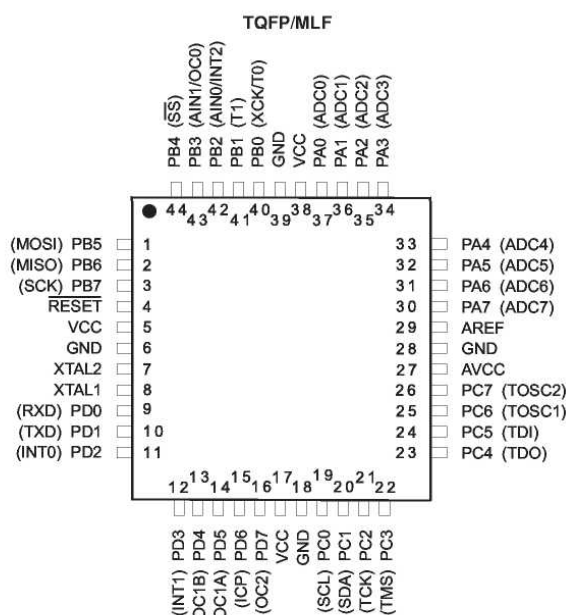 TQFP/MLF
PB4 (SS)
PB3 (AIN1/OC0)
PB2 (AIN0/INT2)
PB1 (T1)
PB0 (XCK/T0)
GND
VCC
PA0 (ADC0)
PA1 (ADC1)
PA2 (ADC2)
PA3 (ADC3)
44 43 42 41 40 39 38 37 36 35 34
(MOSI) PB5 1
(MISO) PB6 2
(SCK) PB7 3
RESET 4
VCC 5
GND 6
XTAL2 7
XTAL1 8
(RXD) PD0 9
(TXD) PD1 10
(INT0) PD2 11
33 PA4 (ADC4)
32 PA5 (ADC5)
31 PA6 (ADC6)
30 PA7 (ADC7)
29 AREF
28 GND
27 AVCC
26 PC7 (TOSC2)
25 PC6 (TOSC1)
24 PC5 (TDI)
23 PC4 (TDO)
12 13 14 15 16 17 18 19 20 21 22
(INT1) PD3
OC1B) PD4
OC1A) PD5
(ICP) PD6
(OC2) PD7
VCC
GND
(SCL) PC0
(SDA) PC1
(TCK) PC2
(TMS) PC3